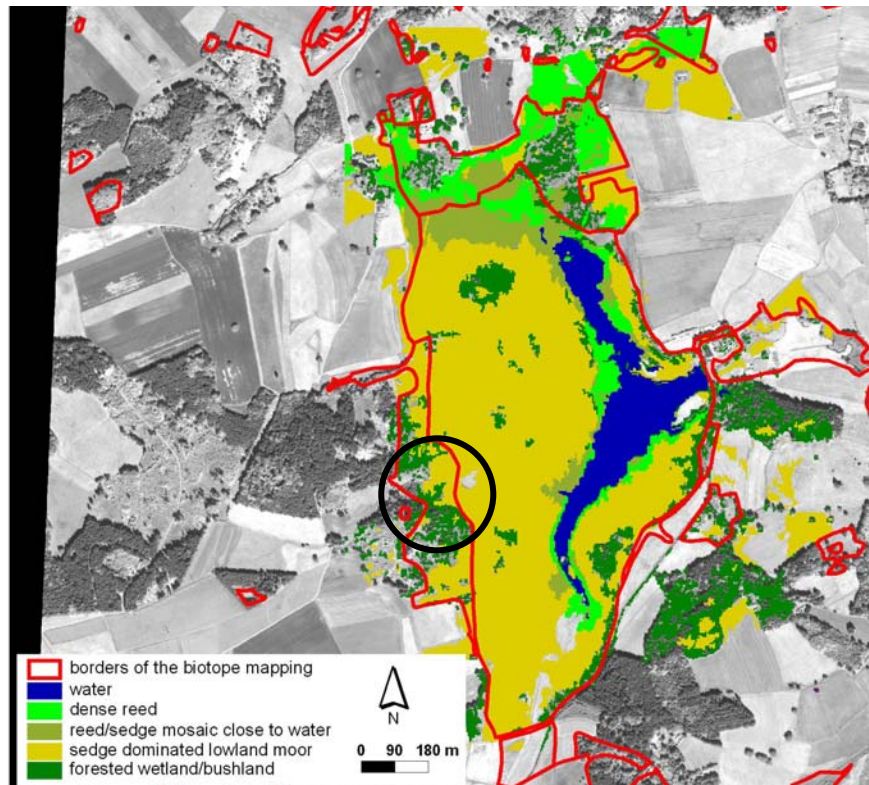 borders of the biotope mapping
water
dense reed
reed/sedge mosaic close to water
sedge dominated lowland moor
forested wetland/bushland
N
0 90 180 m